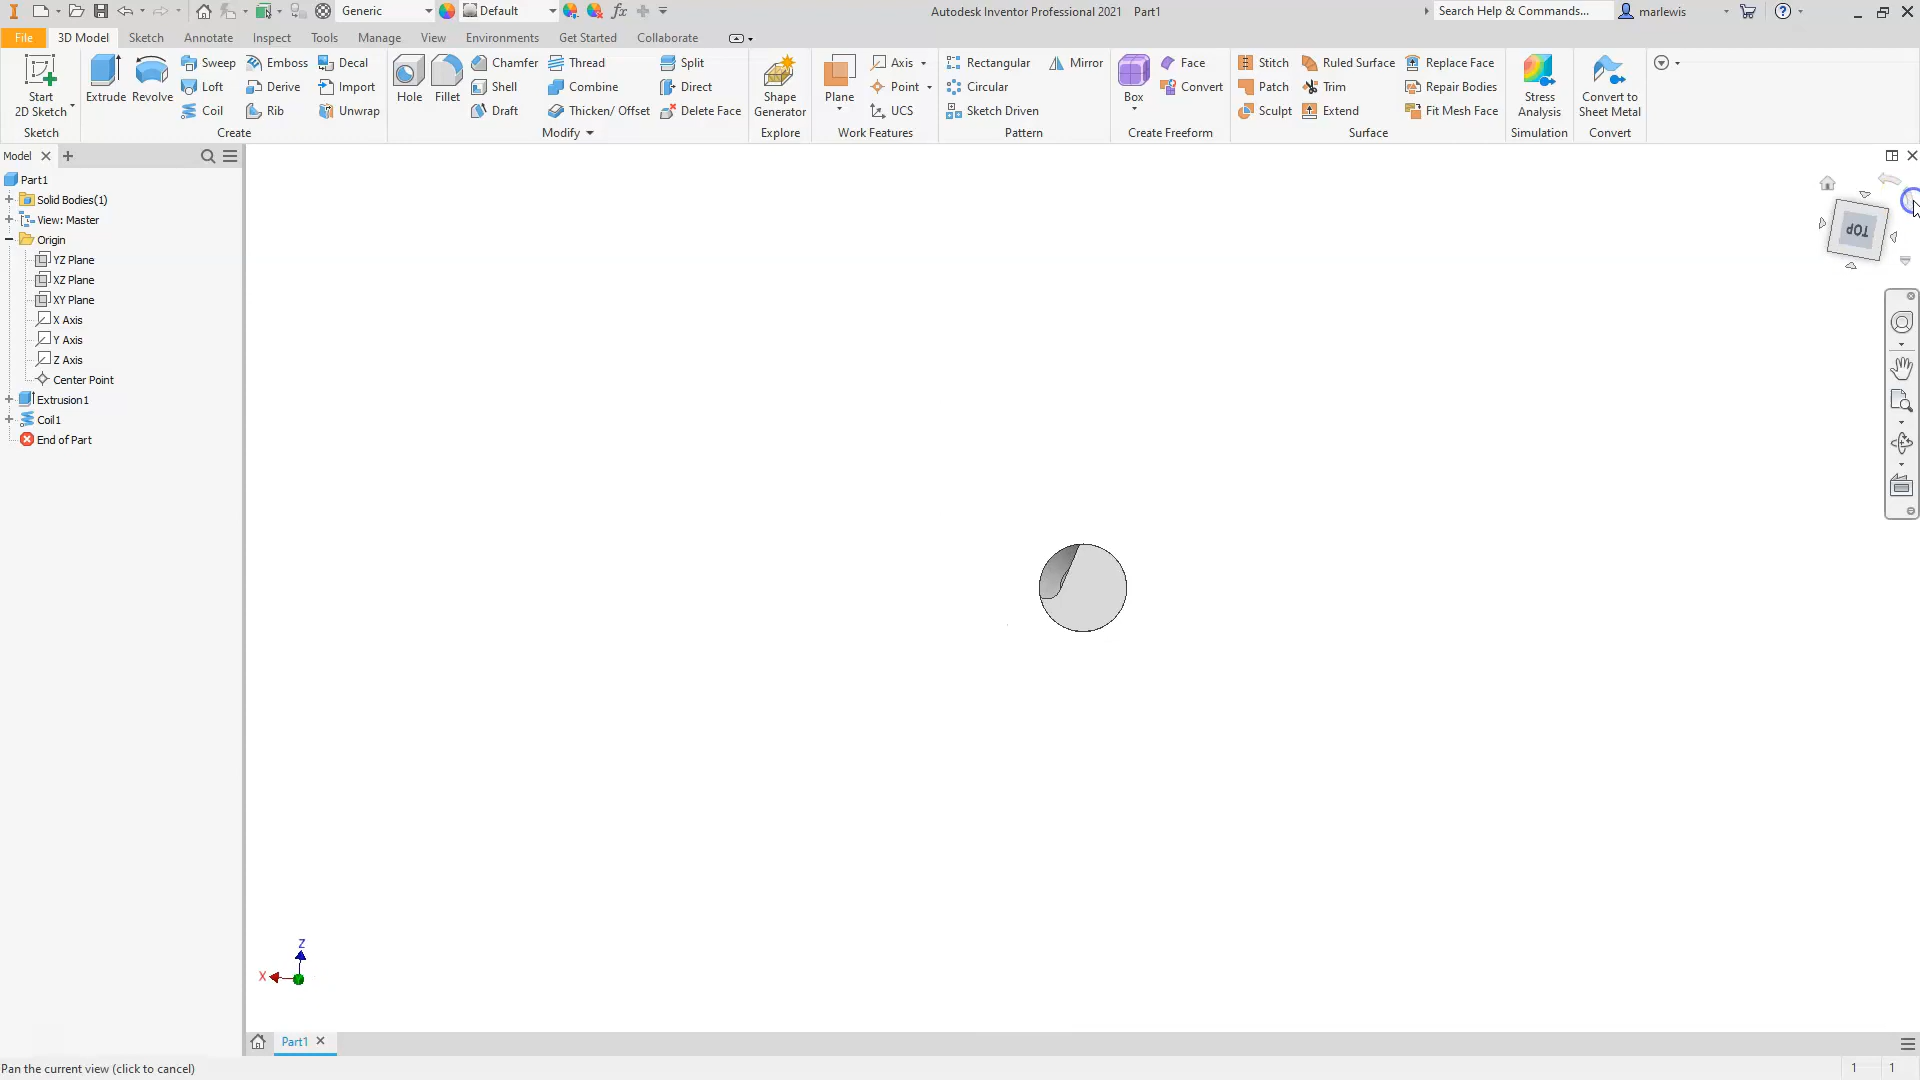 Generic
Default
fx
Autodesk Inventor Professional 2021 Part1
Search Help & Commands...
marlewis
File 3D Model Sketch Annotate Inspect Tools Manage View Environments Get Started Collaborate
Start
2D Sketch
Sketch
Extrude
Revolve
Sweep
Loft
Coil
Emboss
Derive
Rib
Decal
Import
Unwrap
Create
Hole
Fillet
Chamfer
Shell
Draft
Thread
Combine
Thicken/ Offset
Split
Direct
Delete Face
Modify
Shape
Generator
Explore
Plane
Axis
Point
UCS
Work Features
Rectangular
Circular
Sketch Driven
Mirror
Pattern
Box
Face
Convert
Create Freeform
Stitch
Patch
Sculpt
Ruled Surface
Trim
Extend
Replace Face
Repair Bodies
Fit Mesh Face
Surface
Stress
Analysis
Simulation
Convert to
Sheet Metal
Convert
Model
Part1
Solid Bodies(1)
View: Master
Origin
YZ Plane
XZ Plane
XY Plane
X Axis
Y Axis
Z Axis
Center Point
Extrusion1
Coil1
End of Part
TOP
Z
X
Part1
Pan the current view (click to cancel)
1 1